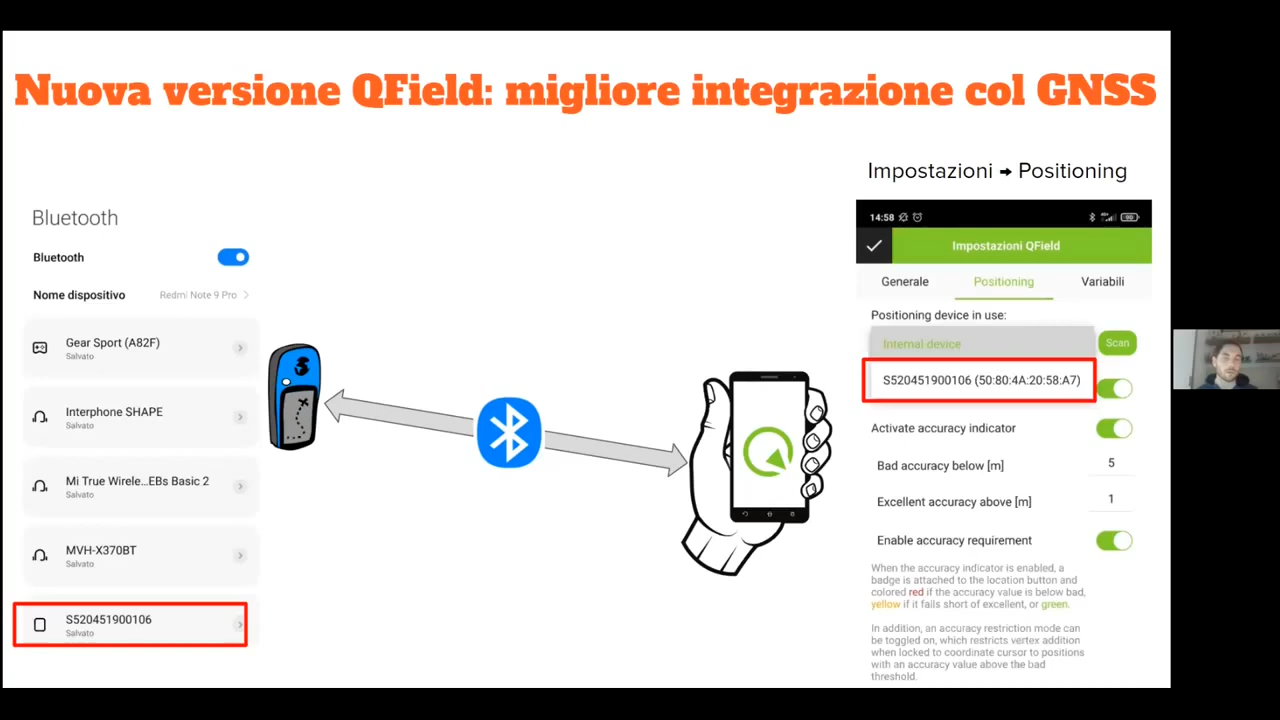 Nuova versione QField: migliore integrazione col GNSS
Impostazioni → Positioning
Bluetooth
Bluetooth
Nome dispositivo Redmi Note 9 Pro
Gear Sport (A82F)
Salvato
Interphone SHAPE
Salvato
Mi True Wirele...EBs Basic 2
Salvato
MVH-X370BT
Salvato
S520451900106
Salvato
14:58
Impostazioni QField
Generale Positioning Variabili
Positioning device in use:
Internal device Scan
S520451900106 (50:80:4A:20:58:A7)
Activate accuracy indicator
Bad accuracy below [m] 5
Excellent accuracy above [m] 1
Enable accuracy requirement
When the accuracy indicator is enabled, a
badge is attached to the location button and
colored red if the accuracy value is below bad,
yellow if it falls short of excellent, or green.
In addition, an accuracy restriction mode can
be toggled on, which restricts vertex addition
when locked to coordinate cursor to positions
with an accuracy value above the bad
threshold.